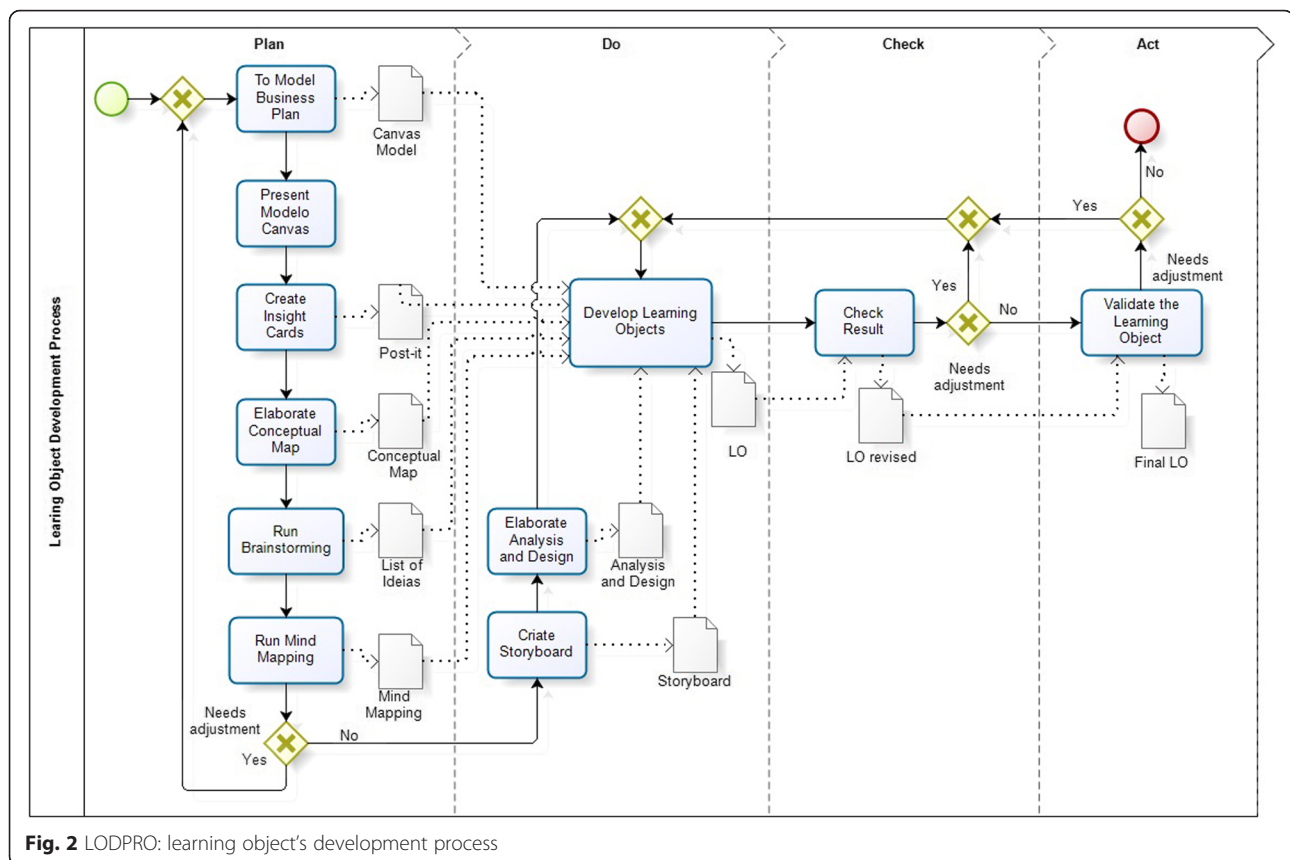 Plan
Do
Check
Act
Learing Object Development Process
To Model
Business
Plan
Canvas
Model
Present
Modelo
Canvas
Create
Insight
Cards
Post-it
Elaborate
Conceptual
Map
Conceptual
Map
Run
Brainstorming
List of
Ideias
Run Mind
Mapping
Mind
Mapping
Needs
adjustment
Yes
No
Criate
Storyboard
Storyboard
Elaborate
Analysis
and Design
Analysis
and Design
Develop Learning
Objects
LO
Check
Result
LO revised
Yes
No
Needs
adjustment
Validate the
Learning
Object
Final LO
Needs
adjustment
Yes
No
Fig. 2 LODPRO: learning object's development process